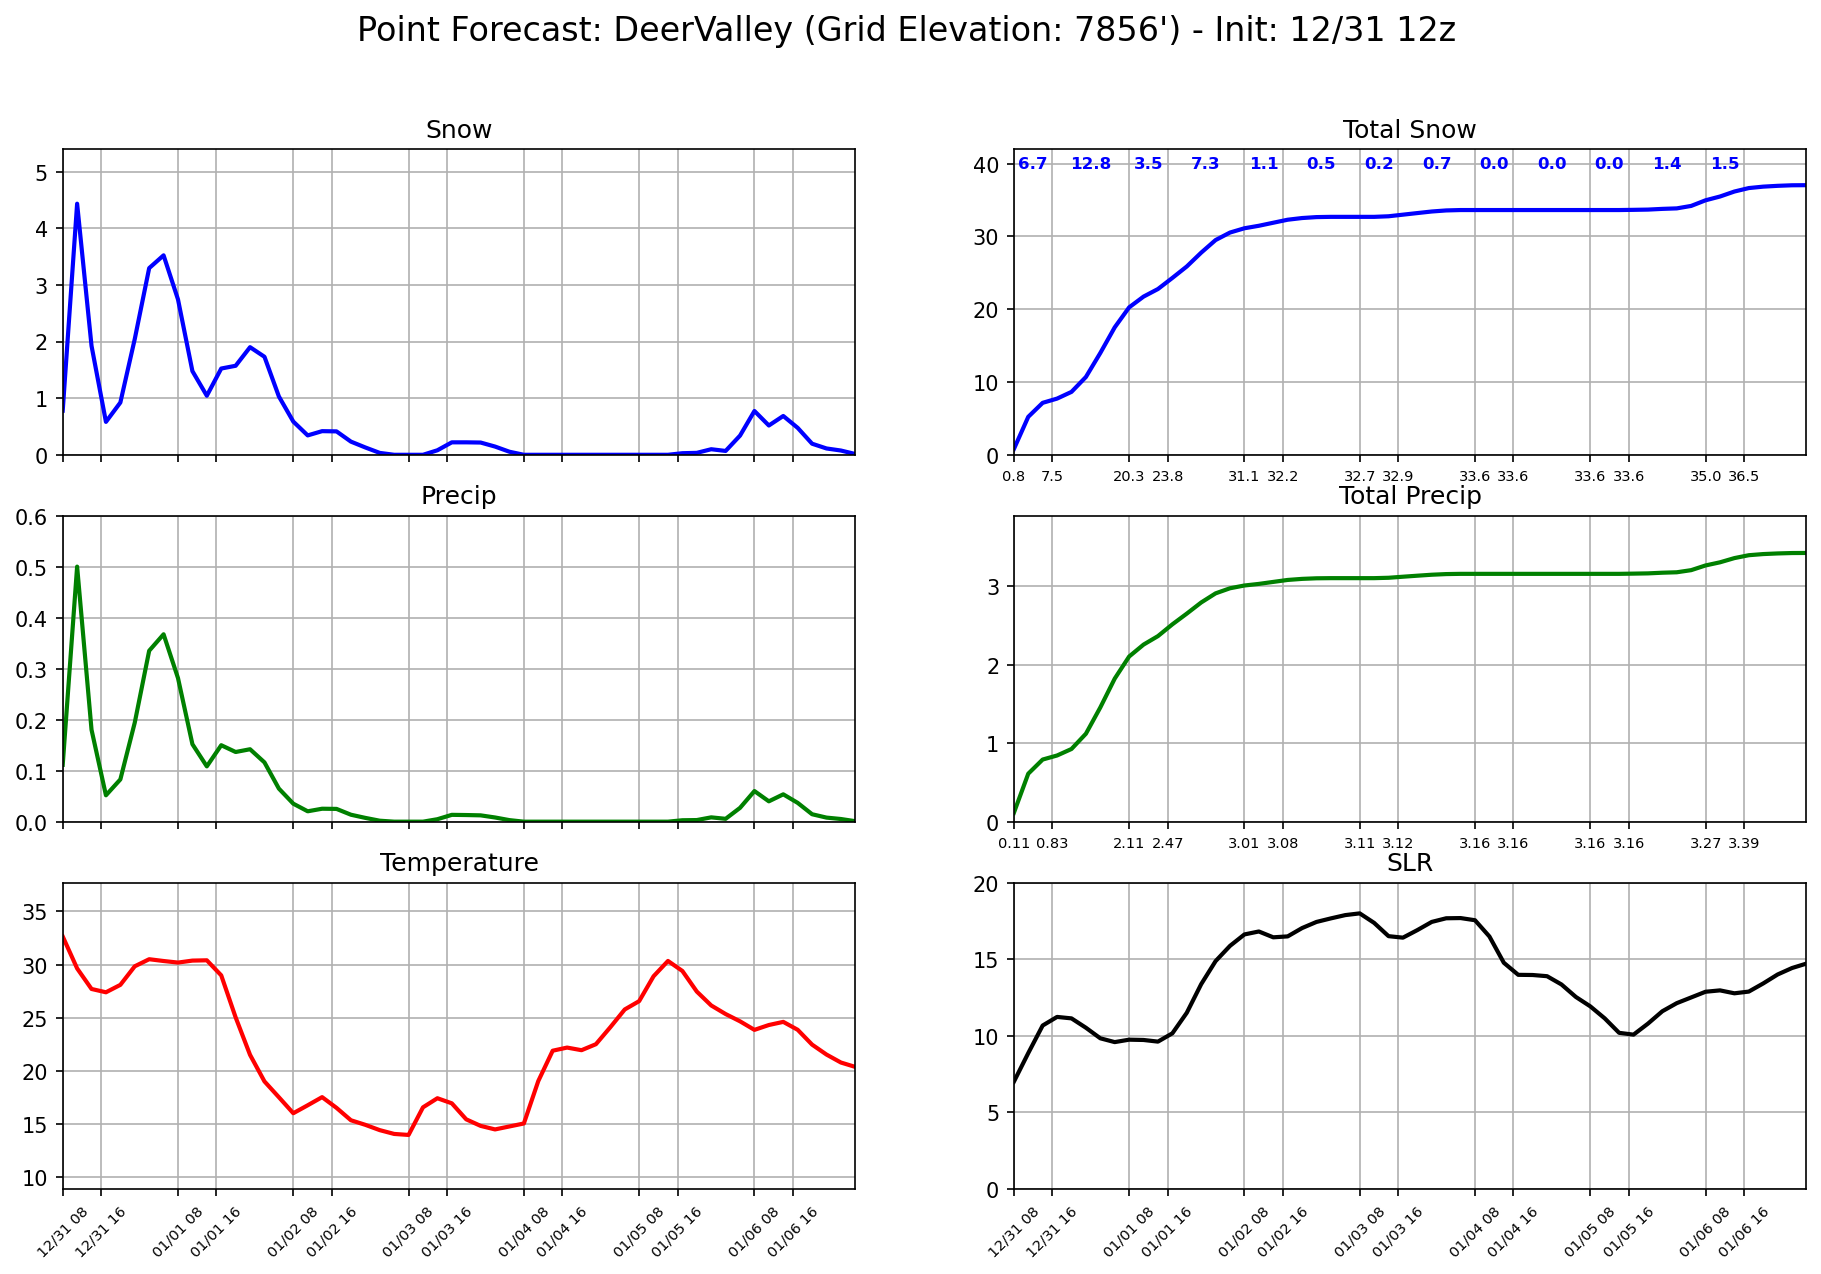 Point Forecast: DeerValley (Grid Elevation: 7856') - Init: 12/31 12z
Snow
5
4
3
2
1
0
Total Snow
6.7 12.8 3.5 7.3 1.1 0.5 0.2 0.7 0.0 0.0 0.0 1.4 1.5
40
30
20
10
0
0.8 7.5 20.3 23.8 31.1 32.2 32.7 32.9 33.6 33.6 33.6 33.6 35.0 36.5
Precip
0.6
0.5
0.4
0.3
0.2
0.1
0.0
Total Precip
3
2
1
0
0.11 0.83 2.11 2.47 3.01 3.08 3.11 3.12 3.16 3.16 3.16 3.16 3.27 3.39
Temperature
35
30
25
20
15
10
12/31 08 12/31 16 01/01 08 01/01 16 01/02 08 01/02 16 01/03 08 01/03 16 01/04 08 01/04 16 01/05 08 01/05 16 01/06 08 01/06 16
SLR
20
15
10
5
0
12/31 08 12/31 16 01/01 08 01/01 16 01/02 08 01/02 16 01/03 08 01/03 16 01/04 08 01/04 16 01/05 08 01/05 16 01/06 08 01/06 16